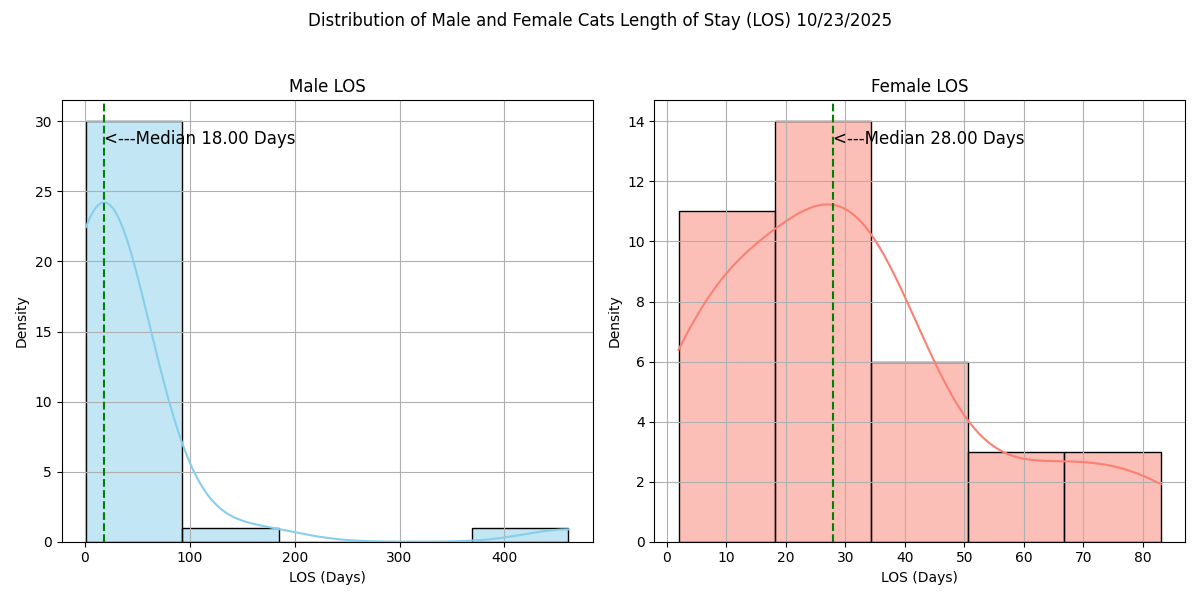 Distribution of Male and Female Cats Length of Stay (LOS) 10/23/2025
Male LOS
30
25
20
15
10
5
0
Density
<---Median 18.00 Days
0 100 200 300 400
LOS (Days)
Female LOS
14
12
10
8
6
4
2
0
Density
<---Median 28.00 Days
0 10 20 30 40 50 60 70 80
LOS (Days)